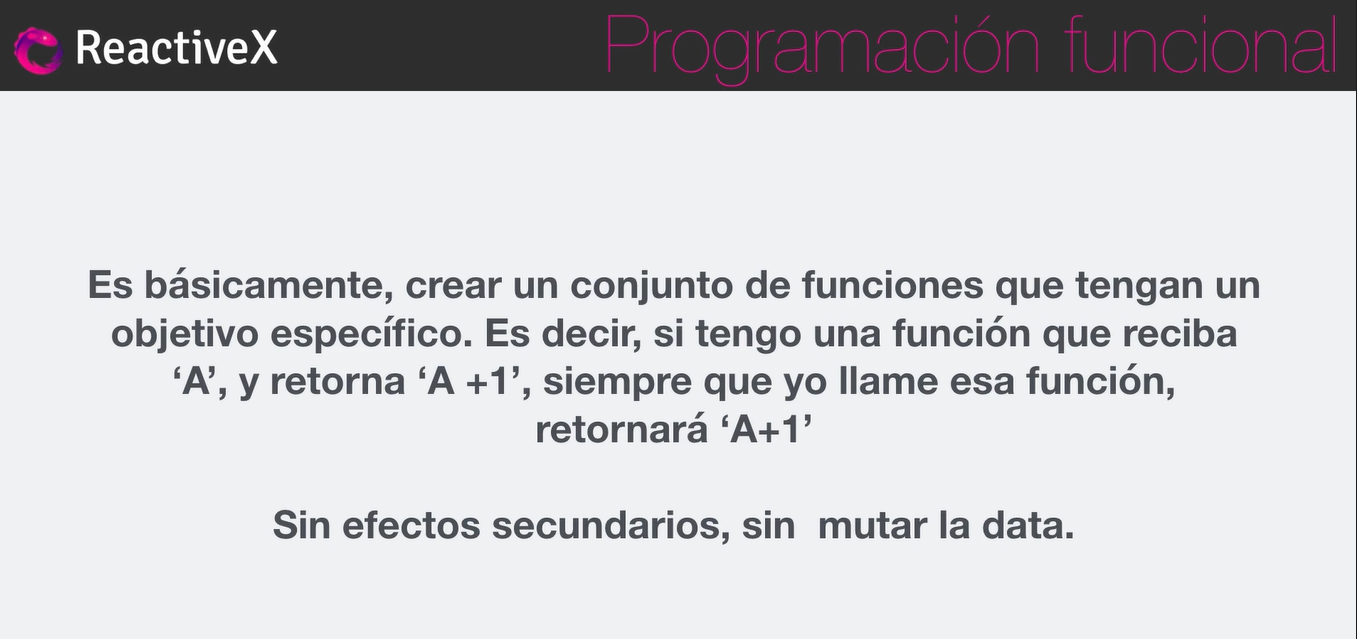 ReactiveX
Programación funcional
Es básicamente, crear un conjunto de funciones que tengan un
objetivo específico. Es decir, si tengo una función que reciba
‘A’, y retorna ‘A +1’, siempre que yo llame esa función,
retornará ‘A+1’
Sin efectos secundarios, sin  mutar la data.